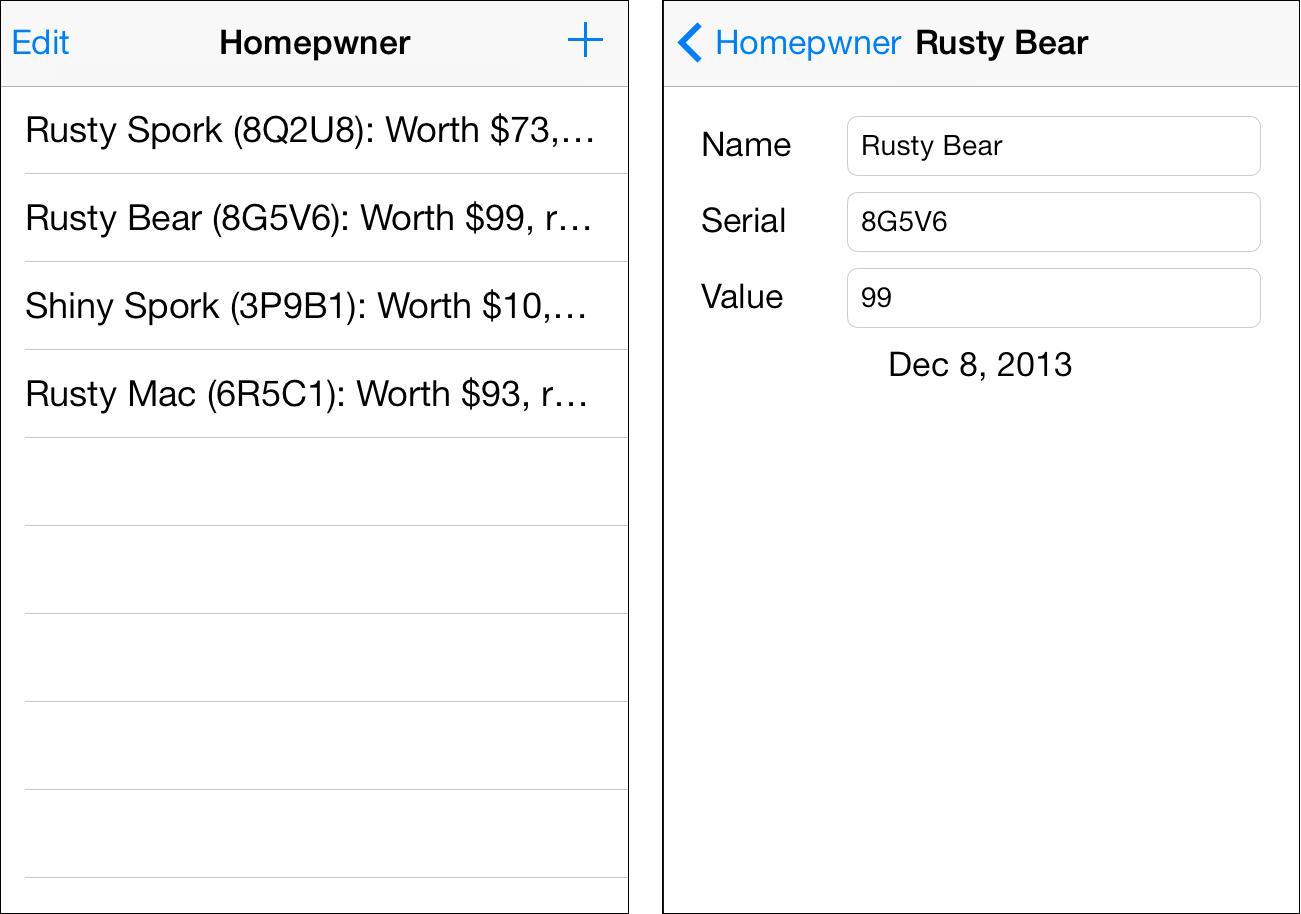 Edit Homepwner +
Rusty Spork (8Q2U8): Worth $73,...
Rusty Bear (8G5V6): Worth $99, r...
Shiny Spork (3P9B1): Worth $10,...
Rusty Mac (6R5C1): Worth $93, r...
Homepwner Rusty Bear
Name Rusty Bear
Serial 8G5V6
Value 99
Dec 8, 2013